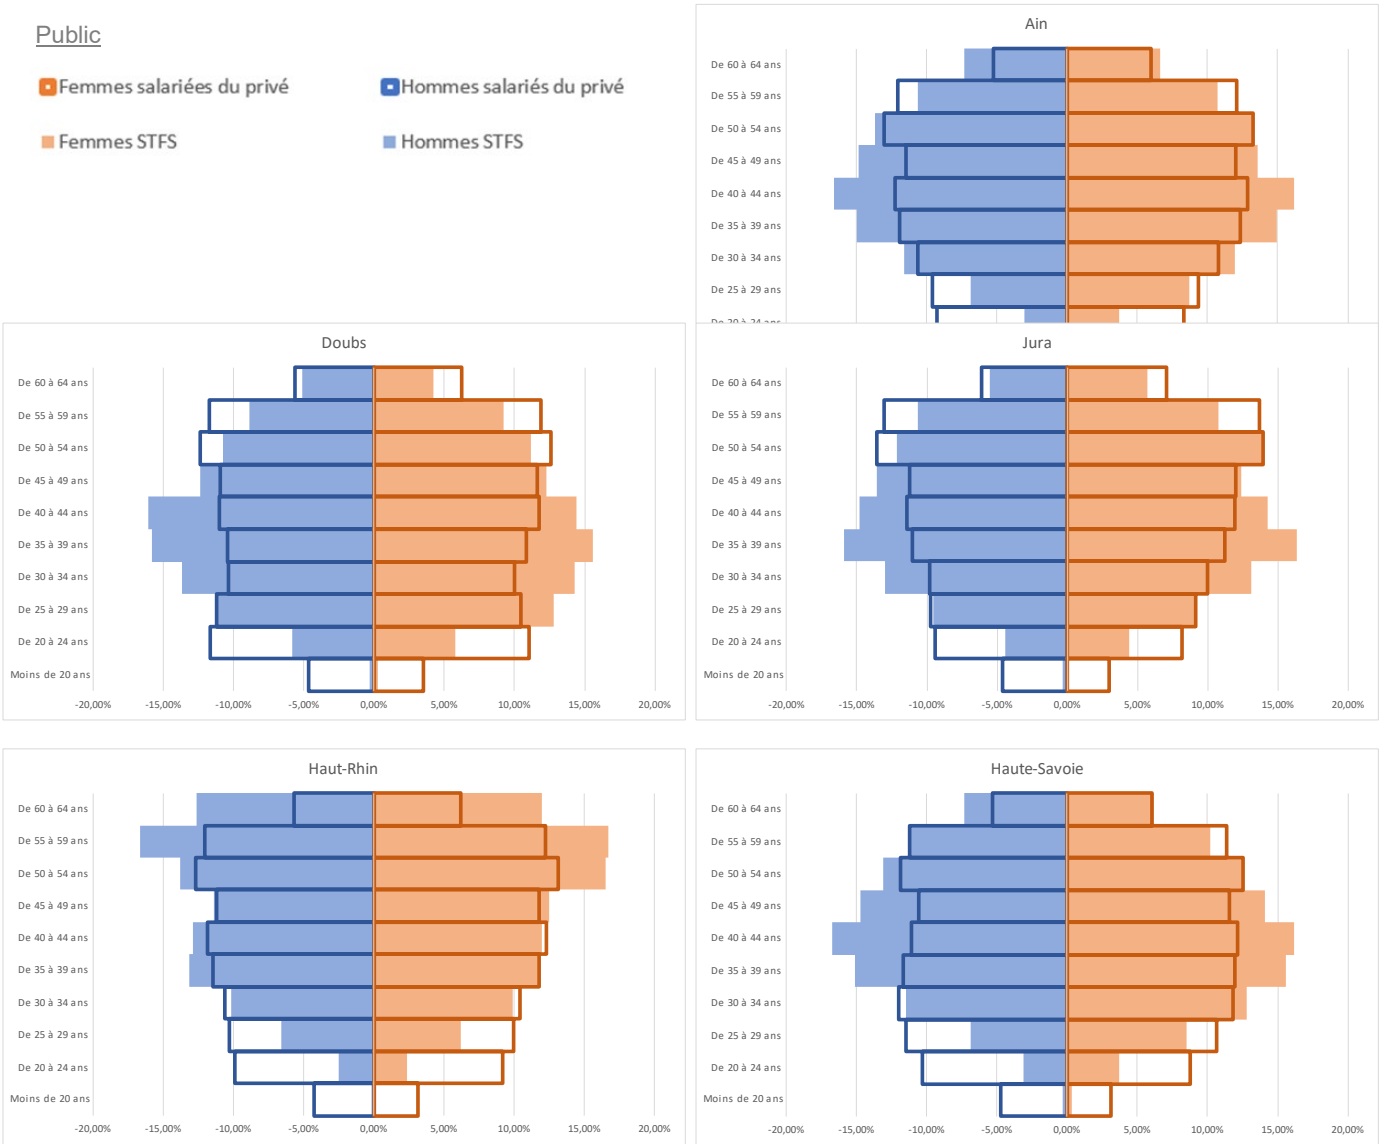 Public
Femmes salariées du privé
Hommes salariés du privé
Femmes STFS
Hommes STFS
Ain
De 60 à 64 ans
De 55 à 59 ans
De 50 à 54 ans
De 45 à 49 ans
De 40 à 44 ans
De 35 à 39 ans
De 30 à 34 ans
De 25 à 29 ans
De 20 à 24 ans
Doubs
De 60 à 64 ans
De 55 à 59 ans
De 50 à 54 ans
De 45 à 49 ans
De 40 à 44 ans
De 35 à 39 ans
De 30 à 34 ans
De 25 à 29 ans
De 20 à 24 ans
Moins de 20 ans
-20,00% -15,00% -10,00% -5,00% 0,00% 5,00% 10,00% 15,00% 20,00%
Jura
De 60 à 64 ans
De 55 à 59 ans
De 50 à 54 ans
De 45 à 49 ans
De 40 à 44 ans
De 35 à 39 ans
De 30 à 34 ans
De 25 à 29 ans
De 20 à 24 ans
Moins de 20 ans
-20,00% -15,00% -10,00% -5,00% 0,00% 5,00% 10,00% 15,00% 20,00%
Haut-Rhin
De 60 à 64 ans
De 55 à 59 ans
De 50 à 54 ans
De 45 à 49 ans
De 40 à 44 ans
De 35 à 39 ans
De 30 à 34 ans
De 25 à 29 ans
De 20 à 24 ans
Moins de 20 ans
-20,00% -15,00% -10,00% -5,00% 0,00% 5,00% 10,00% 15,00% 20,00%
Haute-Savoie
De 60 à 64 ans
De 55 à 59 ans
De 50 à 54 ans
De 45 à 49 ans
De 40 à 44 ans
De 35 à 39 ans
De 30 à 34 ans
De 25 à 29 ans
De 20 à 24 ans
Moins de 20 ans
-20,00% -15,00% -10,00% -5,00% 0,00% 5,00% 10,00% 15,00% 20,00%